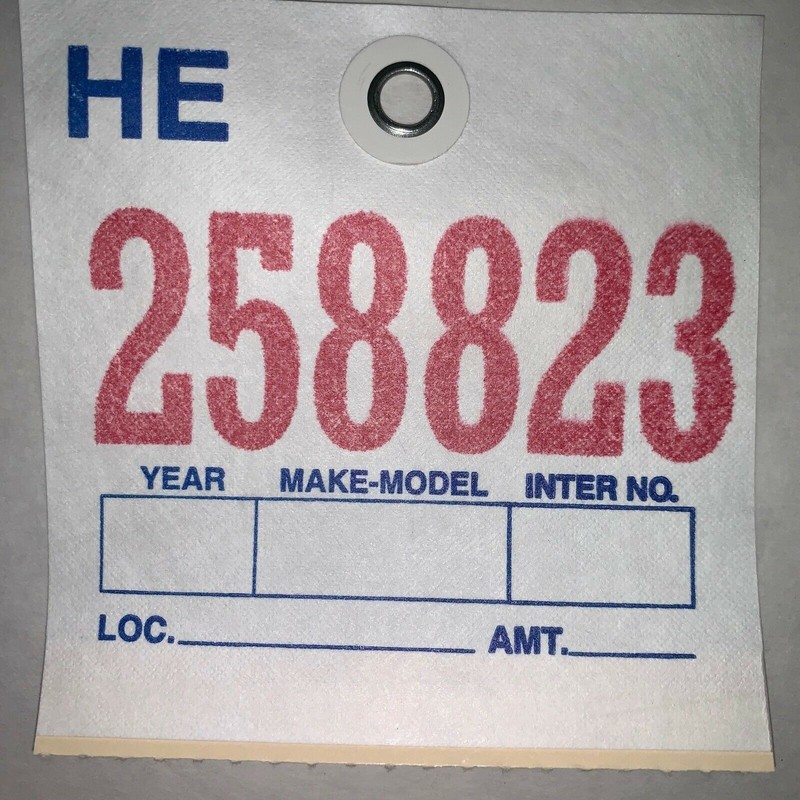 HE
258823
YEAR MAKE-MODEL INTER NO.
LOC. AMT.